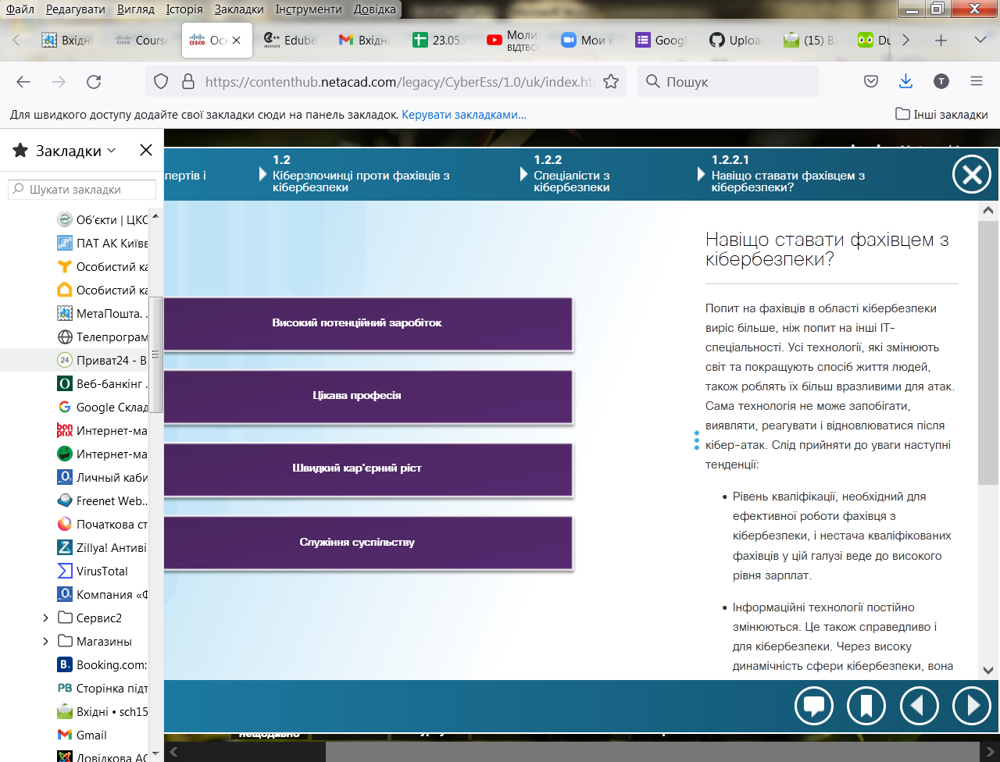 Файл Редагувати Вигляд Історія Закладки Інструменти Довідка
Вхідні
Course
Осн
Edube
Вхідні
23.05.
Моли
ВІДТВО
Мои к
Googl
Uploa
(15) В
Du
https://contenthub.netacad.com/legacy/CyberEss/1.0/uk/index.htm
Пошук
Для швидкого доступу додайте свої закладки сюди на панель закладок. Керувати закладками…
Інші закладки
Закладки
Шукати закладки
Об'єкти | ЦКС
ПАТ АК Київв
Особистий ка
Особистий ка
МетаПошта. .
Телепрограм
24
Приват24 - В
Веб-банкінг .
Google Склад
bon
prix
Интернет-ма
Интернет-ма
Личный каби
Freenet Web..
Початкова ст
Zillya! Антиві
VirusTotal
Компания «Ф
Сервис2
Магазины
Booking.com:
PB
Сторінка підт
Вхідні • sch15
Gmail
Довідкова АС
пертів і
1.2
Кіберзлочинці проти фахівців з
кібербезпеки
1.2.2
Спеціалісти з
кібербезпеки
1.2.2.1
Навіщо ставати фахівцем з
кібербезпеки?
Високий потенційний заробіток
Цікава професія
Швидкий кар'єрний ріст
Служіння суспільству
Навіщо ставати фахівцем з
кібербезпеки?
Попит на фахівців в області кібербезпеки
виріс більше, ніж попит на інші ІТ-
спеціальності. Усі технології, які змінюють
світ та покращують спосіб життя людей,
також роблять їх більш вразливими для атак.
Сама технологія не може запобігати,
виявляти, реагувати і відновлюватися після
кібер-атак. Слід прийняти до уваги наступні
тенденції:
• Рівень кваліфікації, необхідний для
ефективної роботи фахівця з
кібербезпеки, і нестача кваліфікованих
фахівців у цій галузі веде до високого
рівня зарплат.
• Інформаційні технології постійно
змінюються. Це також справедливо і
для кібербезпеки. Через високу
динамічність сфери кібербезпеки, вона
нещодавно